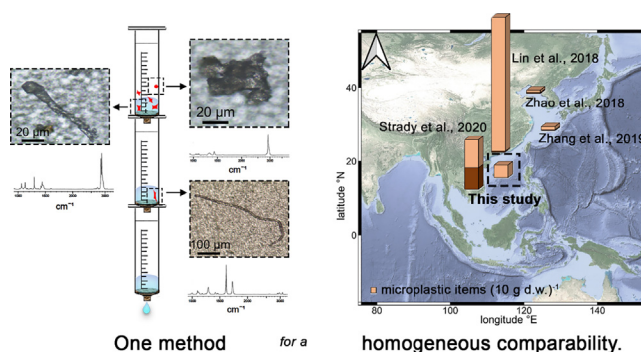 20 µm
20 µm
cm⁻¹
cm⁻¹
100 µm
cm⁻¹
One method for a homogeneous comparability.
Lin et al., 2018
Zhao et al., 2018
Zhang et al., 2019
Strady et al., 2020
This study
40
20
0
latitude °N
microplastic items (10 g d.w.)⁻¹
80
100
120
140
longitude °E